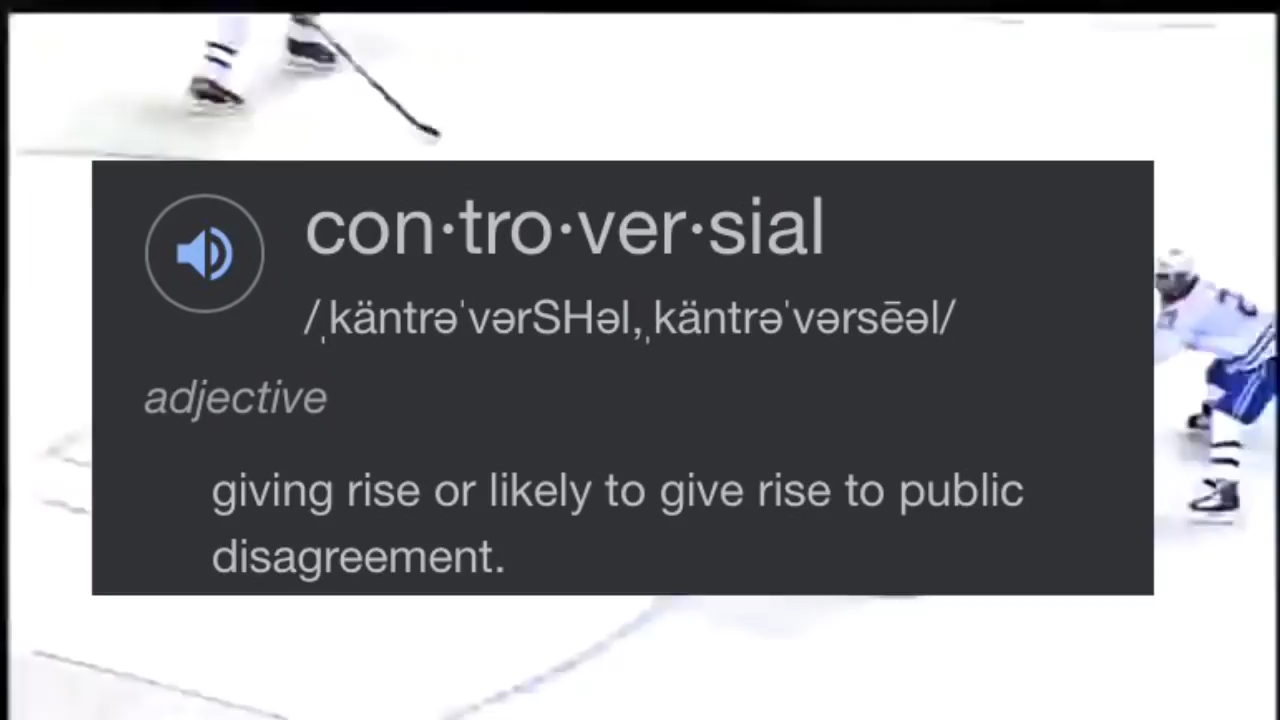 con·tro·ver·sial
/ˌkäntrəˈvərSHəl,ˌkäntrəˈvərsēəl/
adjective
giving rise or likely to give rise to public
disagreement.